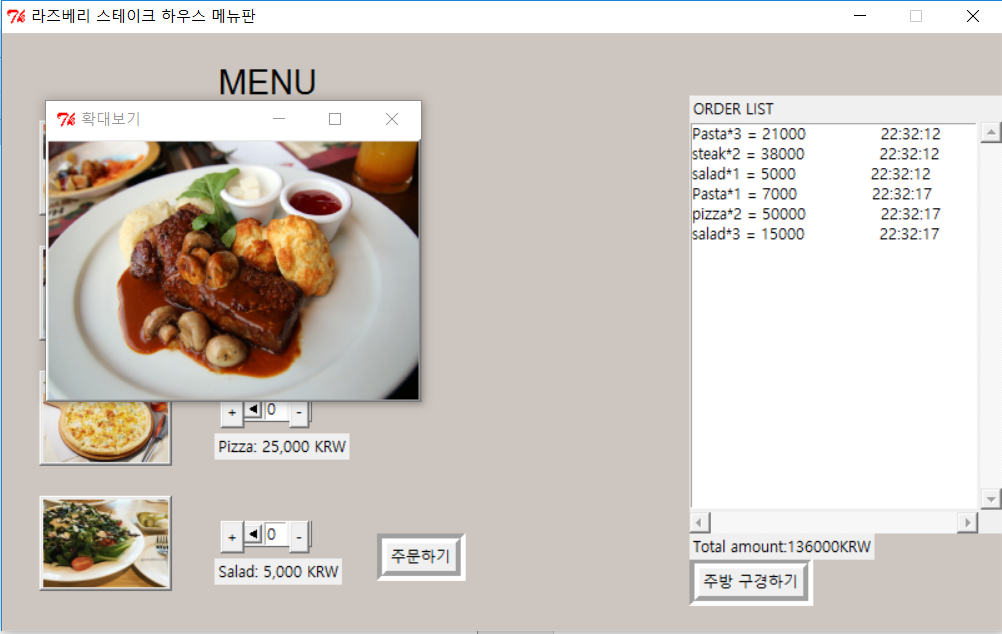 라즈베리 스테이크 하우스 메뉴판
MENU
확대보기
+ ◀ 0 -
Pizza: 25,000 KRW
+ ◀ 0 -
Salad: 5,000 KRW
주문하기
ORDER LIST
Pasta*3 = 21000 22:32:12
steak*2 = 38000 22:32:12
salad*1 = 5000 22:32:12
Pasta*1 = 7000 22:32:17
pizza*2 = 50000 22:32:17
salad*3 = 15000 22:32:17
Total amount:136000KRW
주방 구경하기